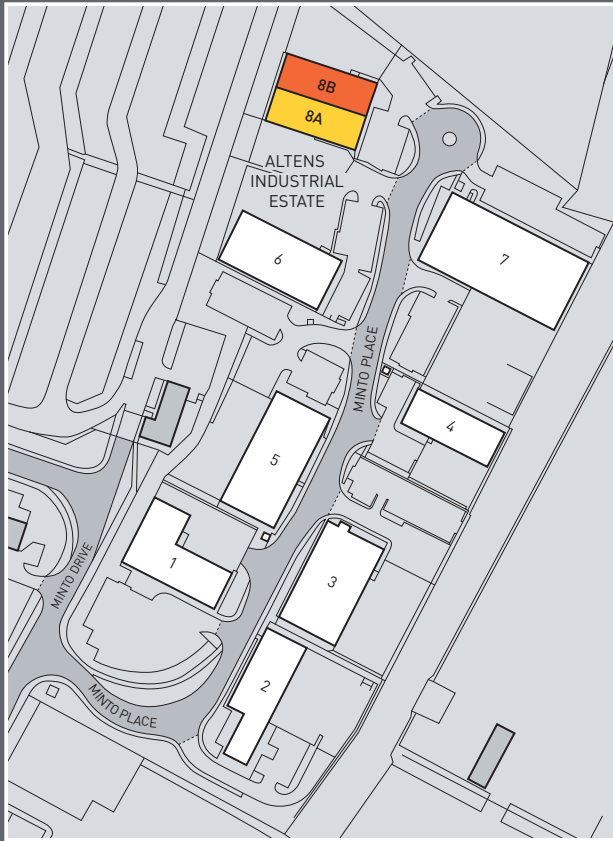 8B
8A
ALTENS
INDUSTRIAL
ESTATE
6
7
MINTO PLACE
4
5
1
3
MINTO DRIVE
2
MINTO PLACE